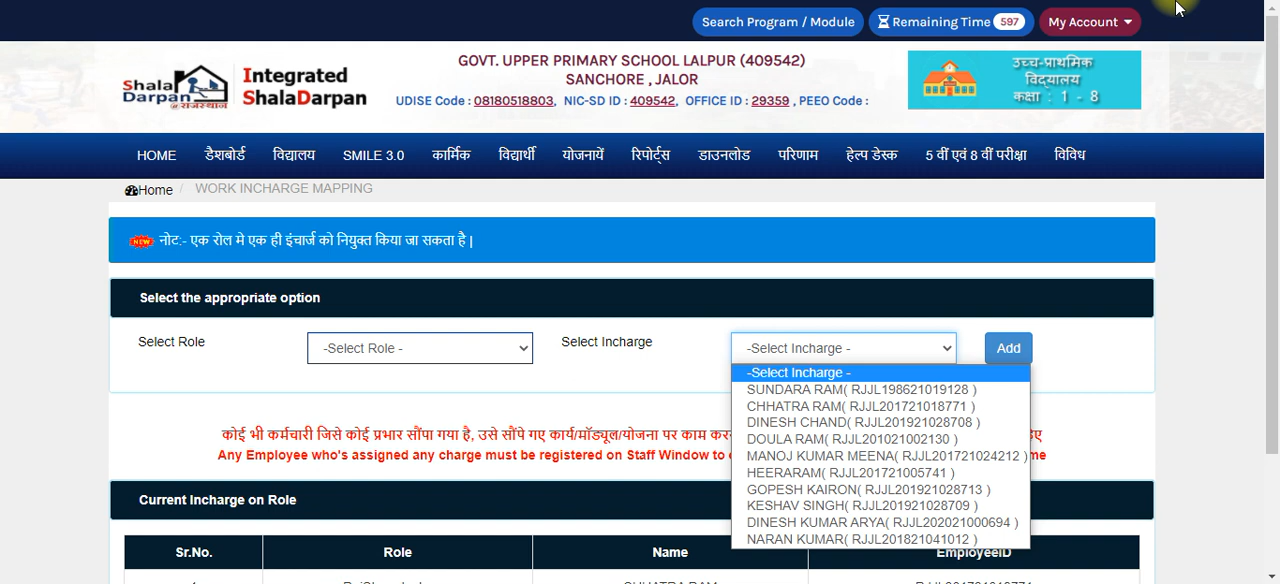 Search Program / Module
Remaining Time 597
My Account
Shala Darpan @राजस्थान
Integrated ShalaDarpan
GOVT. UPPER PRIMARY SCHOOL LALPUR (409542)
SANCHORE , JALOR
UDISE Code : 08180518803, NIC-SD ID : 409542, OFFICE ID : 29359 , PEEO Code :
उच्च-प्राथमिक
विद्यालय
कक्षा : 1 - 8
HOME डैशबोर्ड विद्यालय SMILE 3.0 कार्मिक विद्यार्थी योजनायें रिपोर्ट्स डाउनलोड परिणाम हेल्प डेस्क 5 वीं एवं 8 वीं परीक्षा विविध
Home / WORK INCHARGE MAPPING
NEW नोट:- एक रोल मे एक ही इंचार्ज को नियुक्त किया जा सकता है |
Select the appropriate option
Select Role
-Select Role -
Select Incharge
-Select Incharge -
Add
-Select Incharge -
SUNDARA RAM( RJJL198621019128 )
CHHATRA RAM( RJJL201721018771 )
DINESH CHAND( RJJL201921028708 )
DOULA RAM( RJJL201021002130 )
MANOJ KUMAR MEENA( RJJL201721024212 )
HEERARAM( RJJL201721005741 )
GOPESH KAIRON( RJJL201921028713 )
KESHAV SINGH( RJJL201921028709 )
DINESH KUMAR ARYA( RJJL202021000694 )
NARAN KUMAR( RJJL201821041012 )
कोई भी कर्मचारी जिसे कोई प्रभार सौंपा गया है, उसे सौंपे गए कार्य/मॉड्यूल/योजना पर काम
Any Employee who's assigned any charge must be registered on Staff Window to
Current Incharge on Role
Sr.No. Role Name EmployeeID